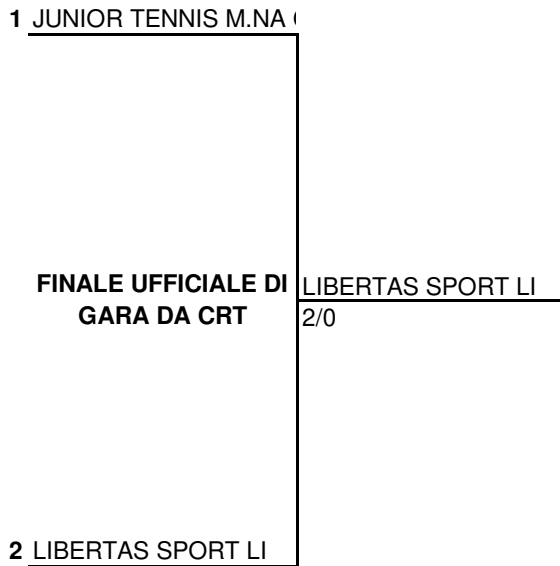 1 JUNIOR TENNIS M.NA
FINALE UFFICIALE DI
GARA DA CRT
LIBERTAS SPORT LI
2/0
2 LIBERTAS SPORT LI